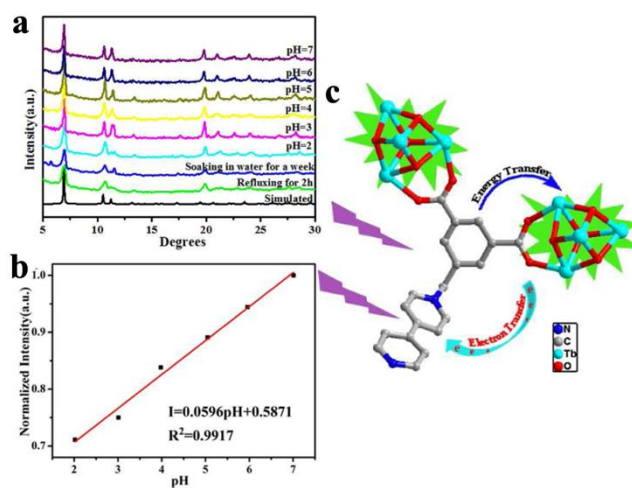 a
pH=7
pH=6
pH=5
pH=4
pH=3
pH=2
Soaking in water for a week
Refluxing for 2h
Simulated
Intensity(a.u.)
5 10 15 20 25 30
Degrees
b
1.0
0.9
0.8
0.7
Normalized Intensity(a.u.)
I=0.0596pH+0.5871
R²=0.9917
2 3 4 5 6 7
pH
c
Energy Transfer
Electron Transfer
e e e e
N
C
Tb
O